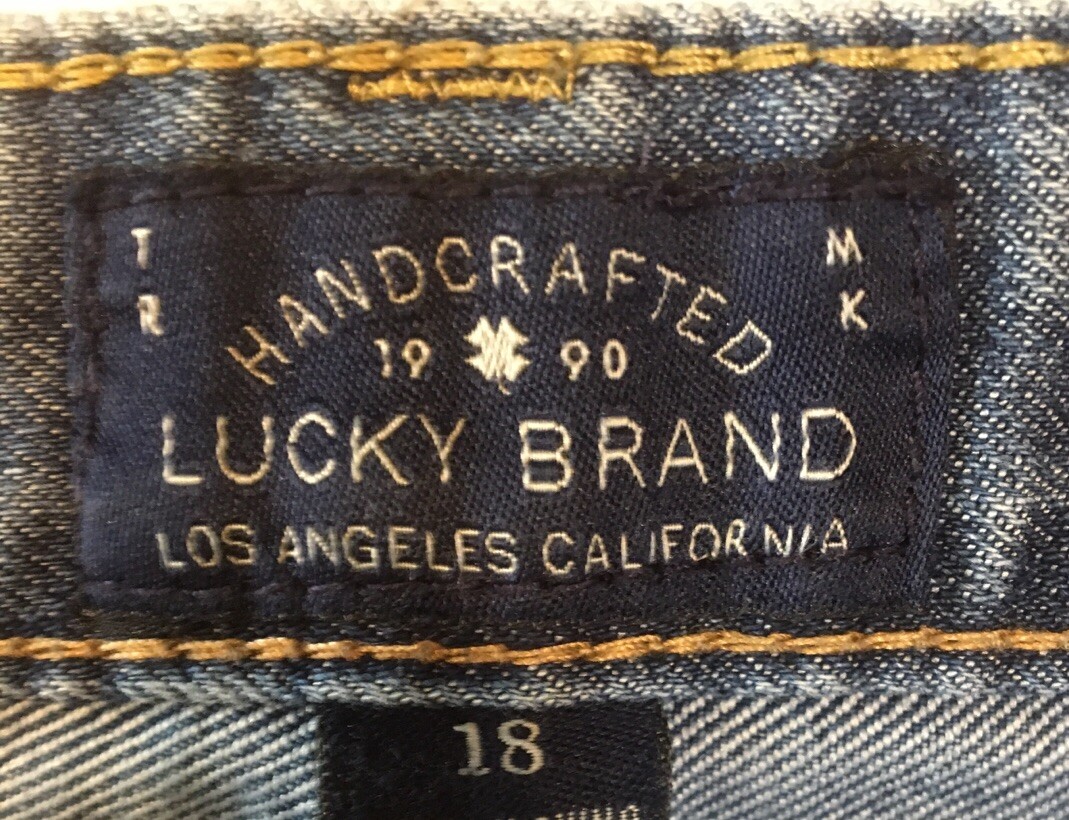 T M
R K
HANDCRAFTED
19 90
LUCKY BRAND
LOS ANGELES CALIFORNIA
18